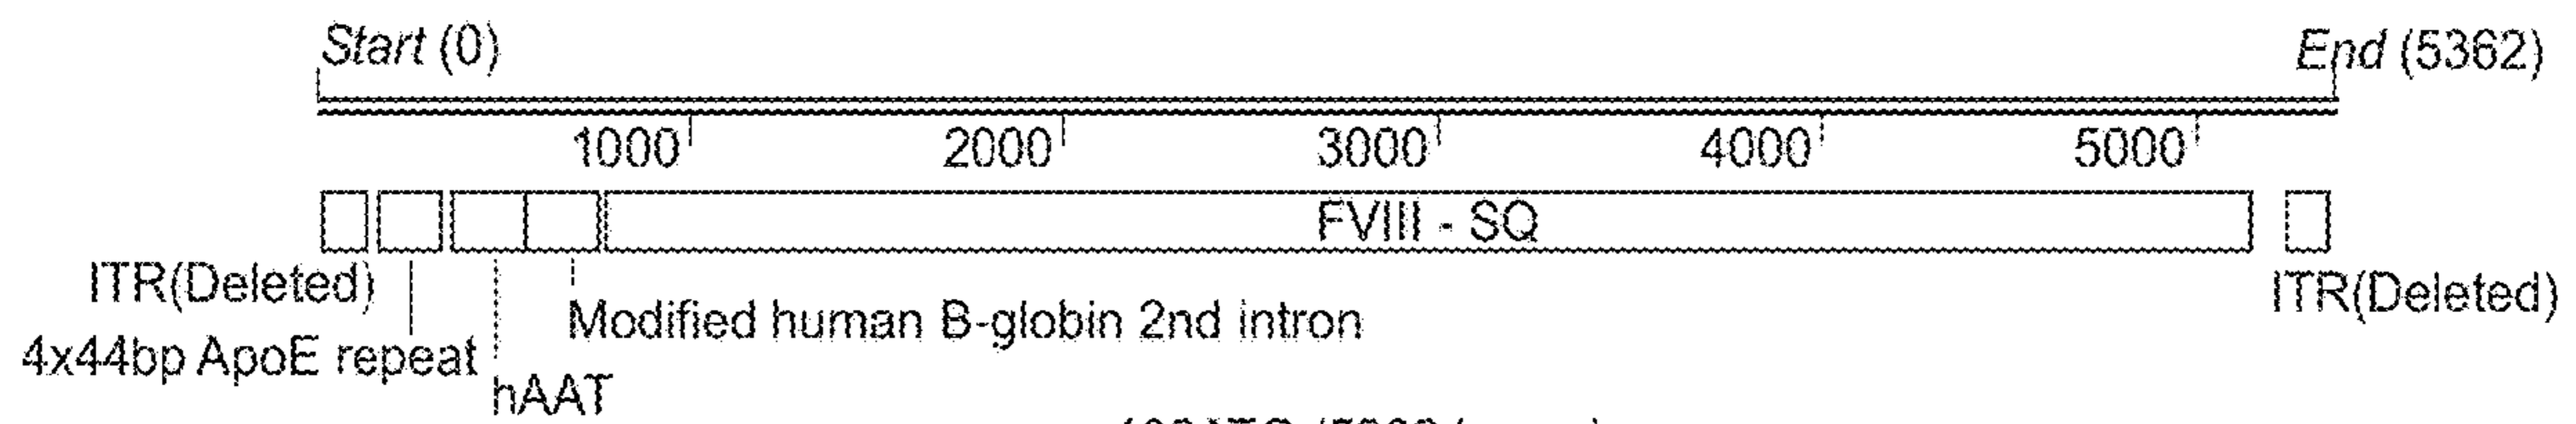 Start (0) End (5362)
1000 2000 3000 4000 5000
FVIII - SQ
ITR(Deleted) ITR(Deleted)
Modified human B-globin 2nd intron
4x44bp ApoE repeat
hAAT